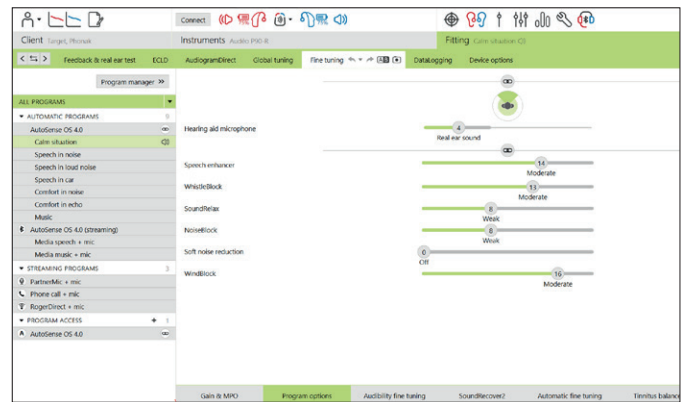 Connect
Client Target, Phonak
Instruments Audéo P90-R
Fitting Calm situation
Feedback & real ear test
ECLD
AudiogramDirect
Global tuning
Fine tuning
DataLogging
Device options
Program manager >>
ALL PROGRAMS
AUTOMATIC PROGRAMS
AutoSense OS 4.0
Calm situation
Speech in noise
Speech in loud noise
Speech in car
Comfort in noise
Comfort in echo
Music
AutoSense OS 4.0 (streaming)
Media speech + mic
Media music + mic
STREAMING PROGRAMS 3
PartnerMic + mic
Phone call + mic
RogerDirect + mic
PROGRAM ACCESS + 1
AutoSense OS 4.0
Hearing aid microphone
4
Real ear sound
Speech enhancer
14
Moderate
WhistleBlock
13
Moderate
SoundRelax
8
Weak
NoiseBlock
8
Weak
Soft noise reduction
0
Off
WindBlock
16
Moderate
Gain & MPO
Program options
Audibility fine tuning
SoundRecover2
Automatic fine tuning
Tinnitus balance